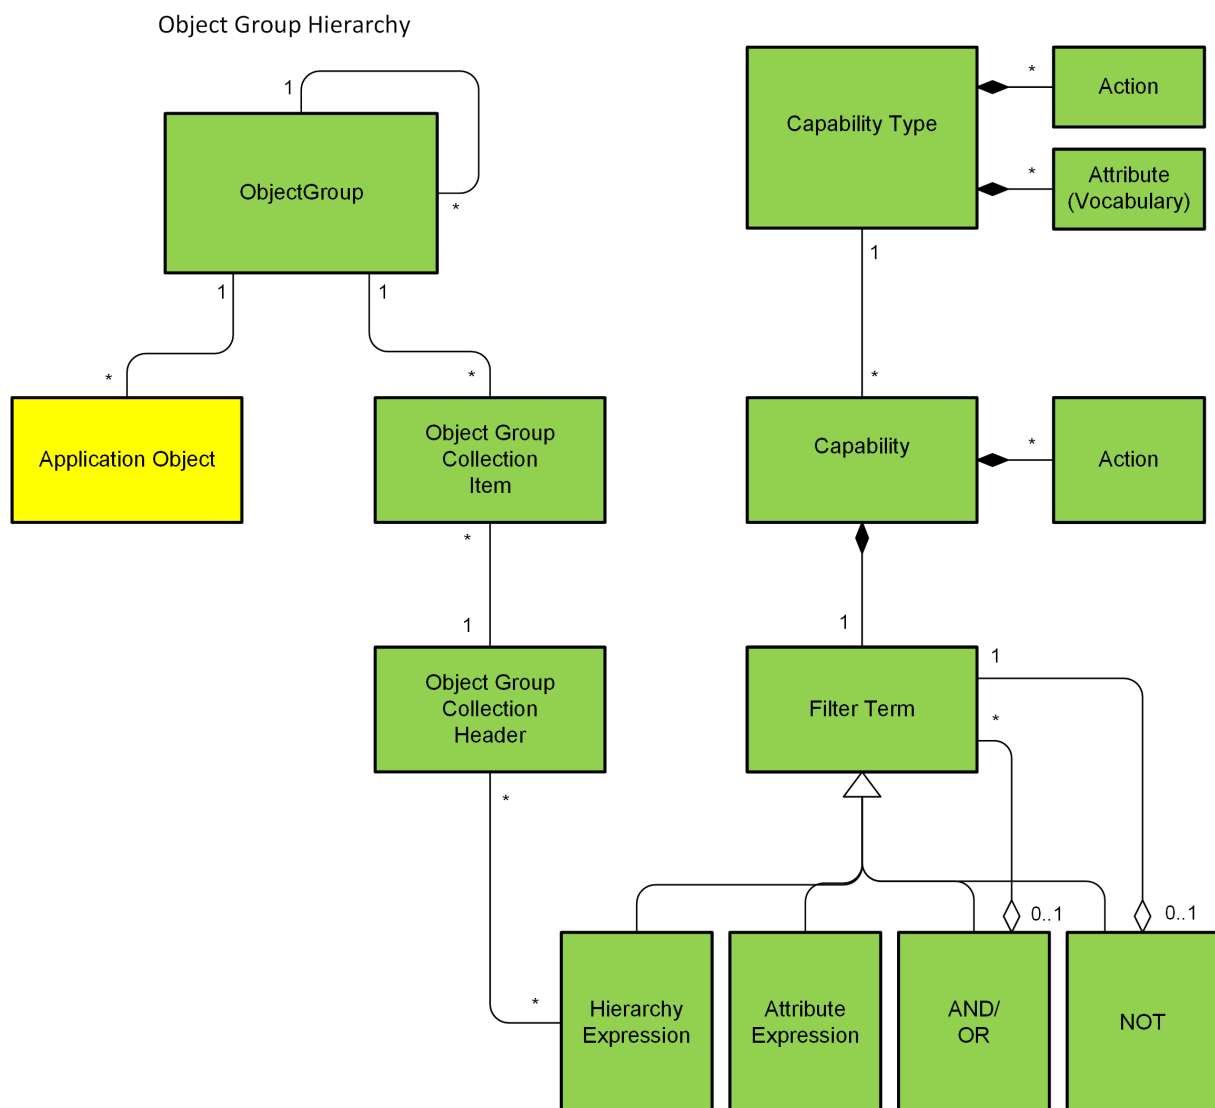 Object Group Hierarchy
1
*
ObjectGroup
1
1
*
*
Application Object
Object Group
Collection
Item
*
1
Object Group
Collection
Header
*
*
Capability Type
*
Action
*
Attribute
(Vocabulary)
1
*
Capability
*
Action
1
Filter Term
1
*
0..1
0..1
Hierarchy
Expression
Attribute
Expression
AND/
OR
NOT